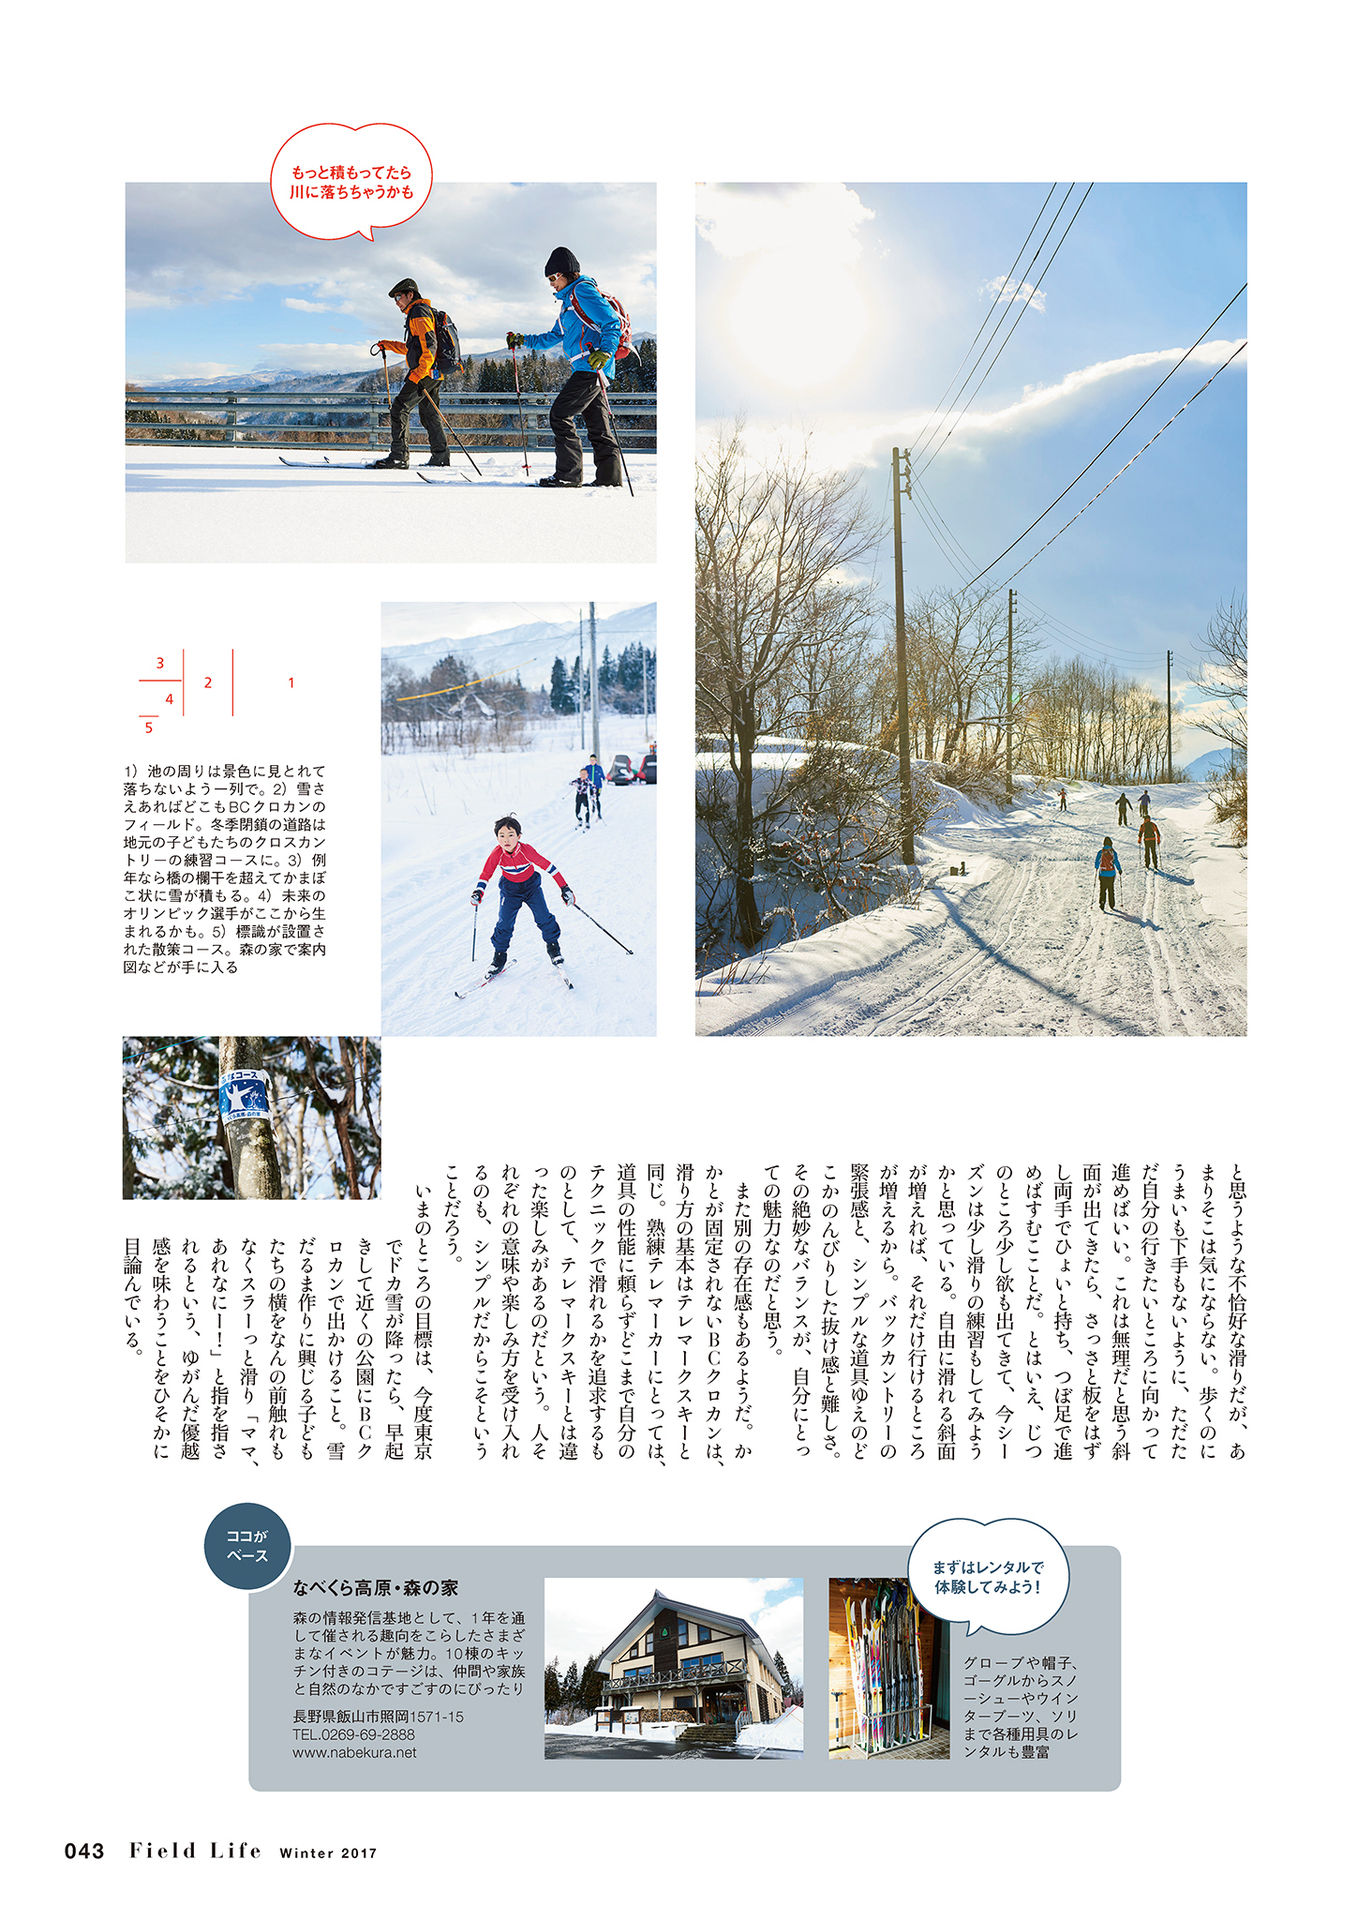 もっと積もってたら
川に落ちちゃうかも
3
4
5
2
1
1）池の周りは景色に見とれて
落ちないよう一列で。2）雪さ
えあればどこもBCクロカンの
フィールド。冬季閉鎖の道路は
地元の子どもたちのクロスカン
トリーの練習コースに。3）例
年なら橋の欄干を超えてかまぼ
こ状に雪が積もる。4）未来の
オリンピック選手がここから生
まれるかも。5）標識が設置さ
れた散策コース。森の家で案内
図などが手に入る
コース
と思うような不恰好な滑りだが、あ
まりそこは気にならない。歩くのに
うまいも下手もないように、ただた
だ自分の行きたいところに向かって
進めばいい。これは無理だと思う斜
面が出てきたら、さっさと板をはず
し両手でひょいと持ち、つぼ足で進
めばすむことだ。とはいえ、じつ
のところ少し欲も出てきて、今シー
ズンは少し滑りの練習もしてみよう
かと思っている。自由に滑れる斜面
が増えれば、それだけ行けるところ
が増えるから。バックカントリーの
緊張感と、シンプルな道具ゆえのど
こかのんびりした抜け感と難しさ。
その絶妙なバランスが、自分にとっ
ての魅力なのだと思う。
また別の存在感もあるようだ。か
かとが固定されないBCクロカンは、
滑り方の基本はテレマークスキーと
同じ。熟練テレマーカーにとっては、
道具の性能に頼らずどこまで自分の
テクニックで滑れるかを追求するも
のとして、テレマークスキーとは違
った楽しみがあるのだという。人そ
れぞれの意味や楽しみ方を受け入れ
るのも、シンプルだからこそという
ことだろう。
いまのところの目標は、今度東京
でドカ雪が降ったら、早起
きして近くの公園にBCク
ロカンで出かけること。雪
だるま作りに興じる子ども
たちの横をなんの前触れも
なくスラーっと滑り「ママ、
あれなにー！」と指を指さ
れるという、ゆがんだ優越
感を味わうことをひそかに
目論んでいる。
ココが
ベース
なべくら高原・森の家
森の情報発信基地として、1年を通
して催される趣向をこらしたさまざ
まなイベントが魅力。10棟のキッ
チン付きのコテージは、仲間や家族
と自然のなかですごすのにぴったり
長野県飯山市照岡1571-15
TEL.0269-69-2888
www.nabekura.net
まずはレンタルで
体験してみよう！
グローブや帽子、
ゴーグルからスノ
ーシューやウイン
ターブーツ、ソリ
まで各種用具のレ
ンタルも豊富
043 Field Life Winter 2017